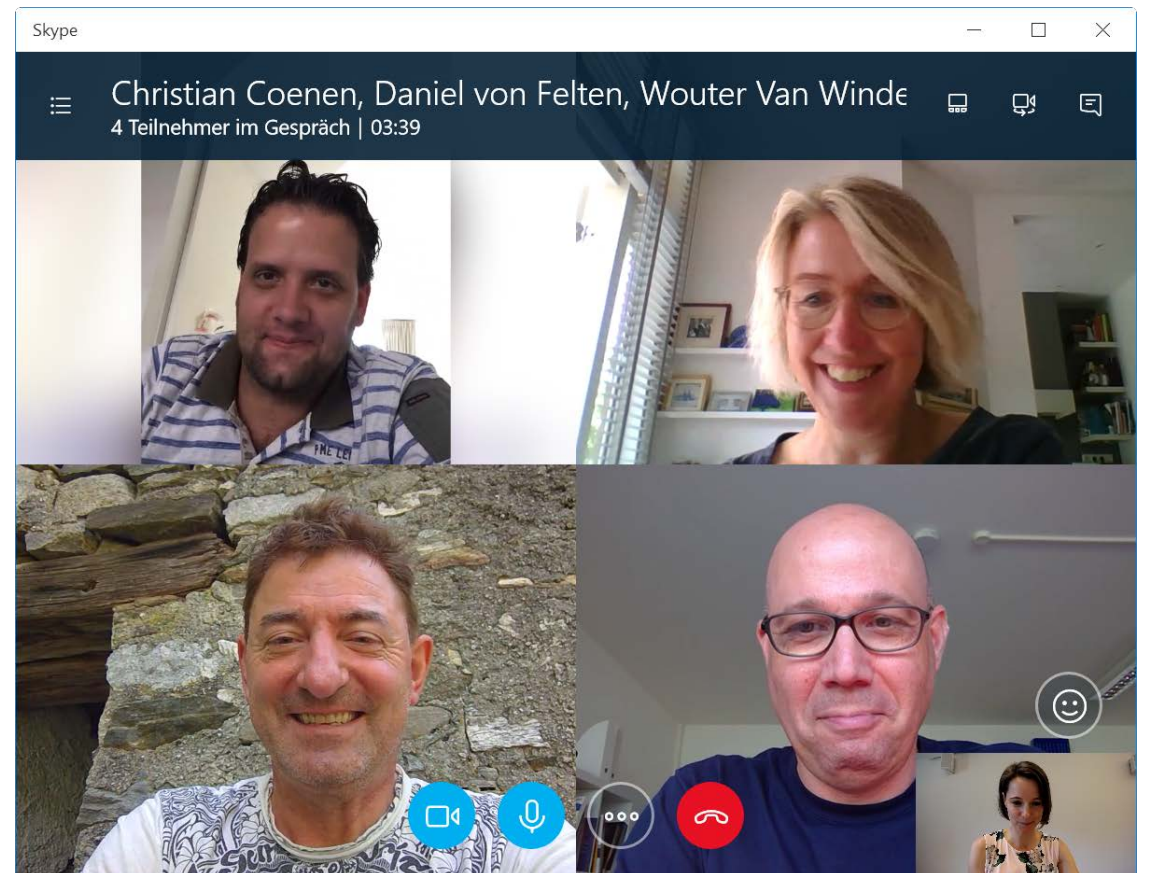 Skype
Christian Coenen, Daniel von Felten, Wouter Van Winde
4 Teilnehmer im Gespräch | 03:39